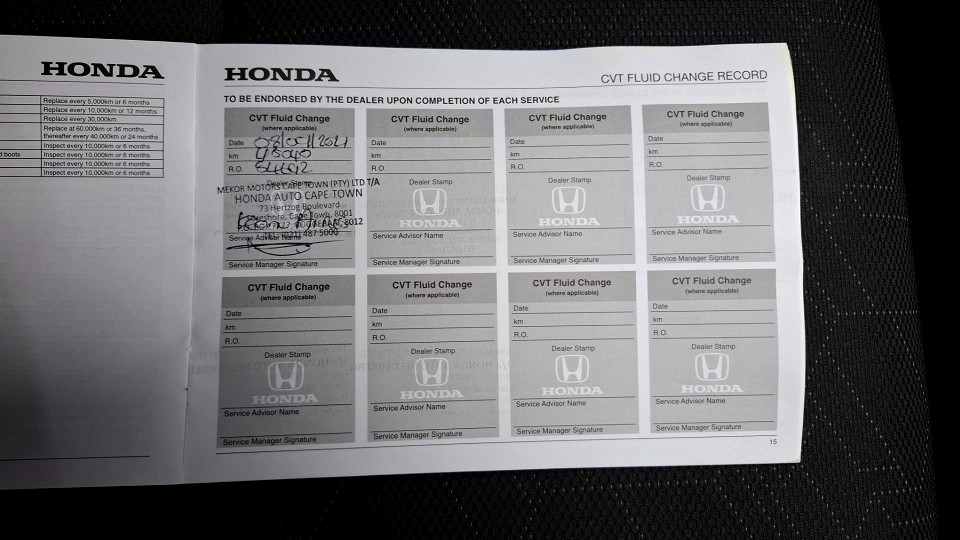 HONDA
Replace every 5,000km or 6 months
Replace every 10,000km or 12 months
Replace every 30,000km
Replace at 60,000km or 36 months,
thereafter every 40,000km or 24 months
Inspect every 10,000km or 6 months
d boots Inspect every 10,000km or 6 months
Inspect every 10,000km or 6 months
Inspect every 10,000km or 6 months
HONDA
CVT FLUID CHANGE RECORD
TO BE ENDORSED BY THE DEALER UPON COMPLETION OF EACH SERVICE
CVT Fluid Change
(where applicable)
Date
km
R.O.
MEKOR MOTORS CAPE TOWN (PTY) LTD T/A
HONDA AUTO CAPE TOWN
73 Hertzog Boulevard
Foreshore, Cape Town, 8001
8012
TEL: (021) 487 5000
Service Advisor Name
Service Manager Signature
CVT Fluid Change
(where applicable)
Date
km
R.O.
Dealer Stamp
HONDA
Service Advisor Name
Service Manager Signature
CVT Fluid Change
(where applicable)
Date
km
R.O.
Dealer Stamp
HONDA
Service Advisor Name
Service Manager Signature
CVT Fluid Change
(where applicable)
Date
km
R.O.
Dealer Stamp
HONDA
Service Advisor Name
Service Manager Signature
CVT Fluid Change
(where applicable)
Date
km
R.O.
Dealer Stamp
HONDA
Service Advisor Name
Service Manager Signature
CVT Fluid Change
(where applicable)
Date
km
R.O.
Dealer Stamp
HONDA
Service Advisor Name
Service Manager Signature
CVT Fluid Change
(where applicable)
Date
km
R.O.
Dealer Stamp
HONDA
Service Advisor Name
Service Manager Signature
CVT Fluid Change
(where applicable)
Date
km
R.O.
Dealer Stamp
HONDA
Service Advisor Name
Service Manager Signature
15